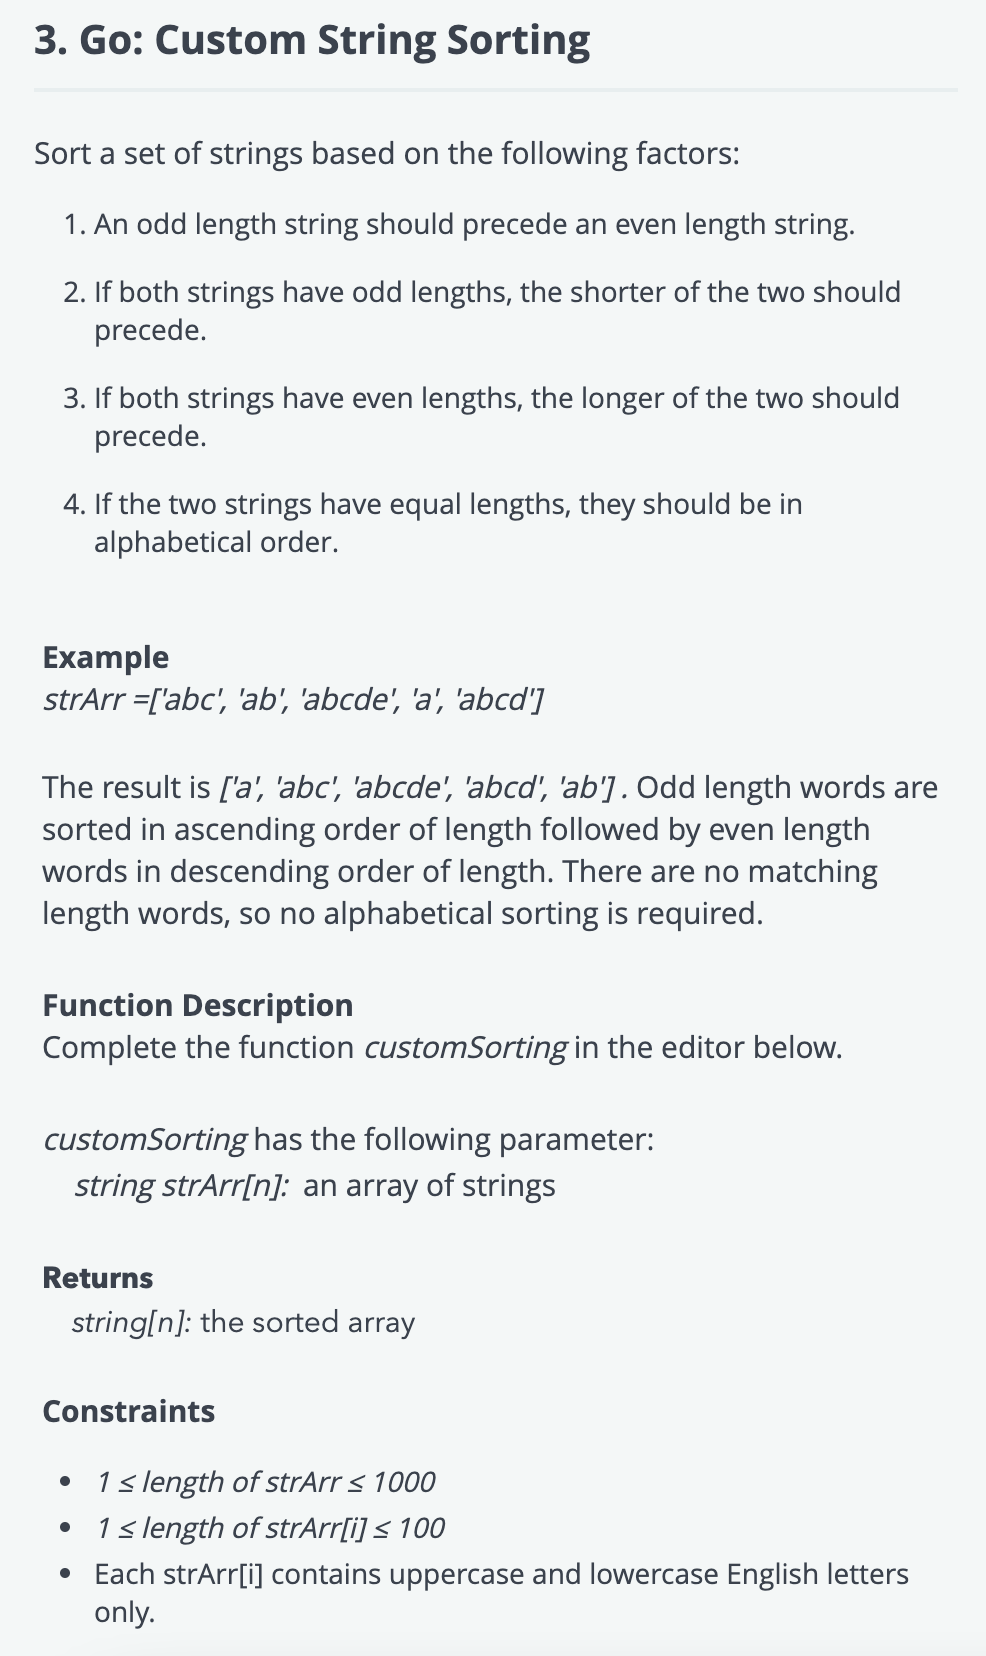 3. Go: Custom String Sorting
Sort a set of strings based on the following factors:
1. An odd length string should precede an even length string.
2. If both strings have odd lengths, the shorter of the two should
precede.
3. If both strings have even lengths, the longer of the two should
precede.
4. If the two strings have equal lengths, they should be in
alphabetical order.
Example
strArr =['abc', 'ab', 'abcde', 'a', 'abcd']
The result is ['a', 'abc', 'abcde', 'abcd', 'ab'] . Odd length words are
sorted in ascending order of length followed by even length
words in descending order of length. There are no matching
length words, so no alphabetical sorting is required.
Function Description
Complete the function customSorting in the editor below.
customSorting has the following parameter:
string strArr[n]: an array of strings
Returns
string[n]: the sorted array
Constraints
• 1 ≤ length of strArr ≤ 1000
• 1 ≤ length of strArr[i] ≤ 100
• Each strArr[i] contains uppercase and lowercase English letters
only.